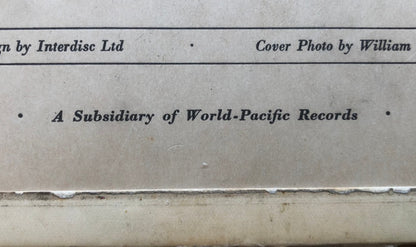 gn by Interdisc Ltd • Cover Photo by William
• A Subsidiary of World-Pacific Records •